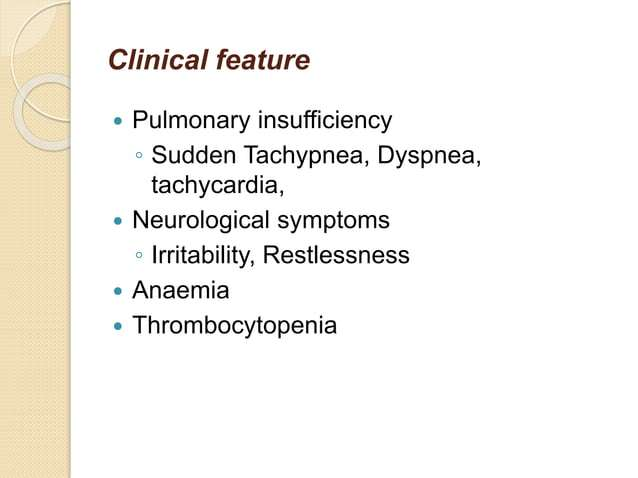 Clinical feature
• Pulmonary insufficiency
◦ Sudden Tachypnea, Dyspnea,
tachycardia,
• Neurological symptoms
◦ Irritability, Restlessness
• Anaemia
• Thrombocytopenia